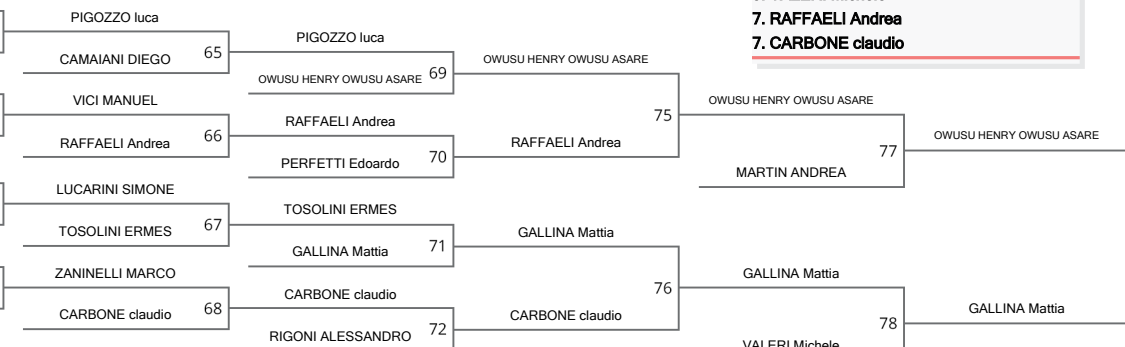 PIGOZZO luca
CAMAIANI DIEGO
65
VICI MANUEL
RAFFAELI Andrea
66
LUCARINI SIMONE
TOSOLINI ERMES
67
ZANINELLI MARCO
CARBONE claudio
68
PIGOZZO luca
OWUSU HENRY OWUSU ASARE
69
RAFFAELI Andrea
PERFETTI Edoardo
70
TOSOLINI ERMES
GALLINA Mattia
71
CARBONE claudio
RIGONI ALESSANDRO
72
OWUSU HENRY OWUSU ASARE
RAFFAELI Andrea
75
GALLINA Mattia
CARBONE claudio
76
OWUSU HENRY OWUSU ASARE
MARTIN ANDREA
77
GALLINA Mattia
VALERI Michele
78
OWUSU HENRY OWUSU ASARE
GALLINA Mattia
7. RAFFAELI Andrea
7. CARBONE claudio